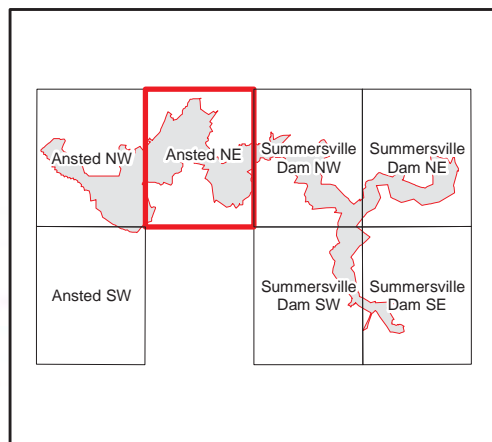 Ansted NW
Ansted NE
Summersville
Dam NW
Summersville
Dam NE
Ansted SW
Summersville
Dam SW
Summersville
Dam SE